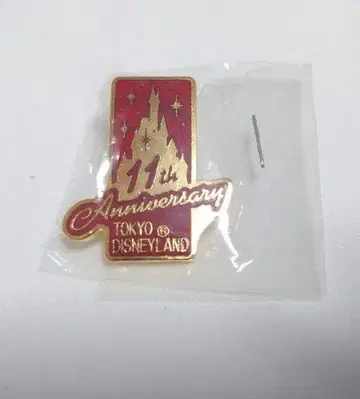 11th
Anniversary
TOKYO ®
DISNEYLAND